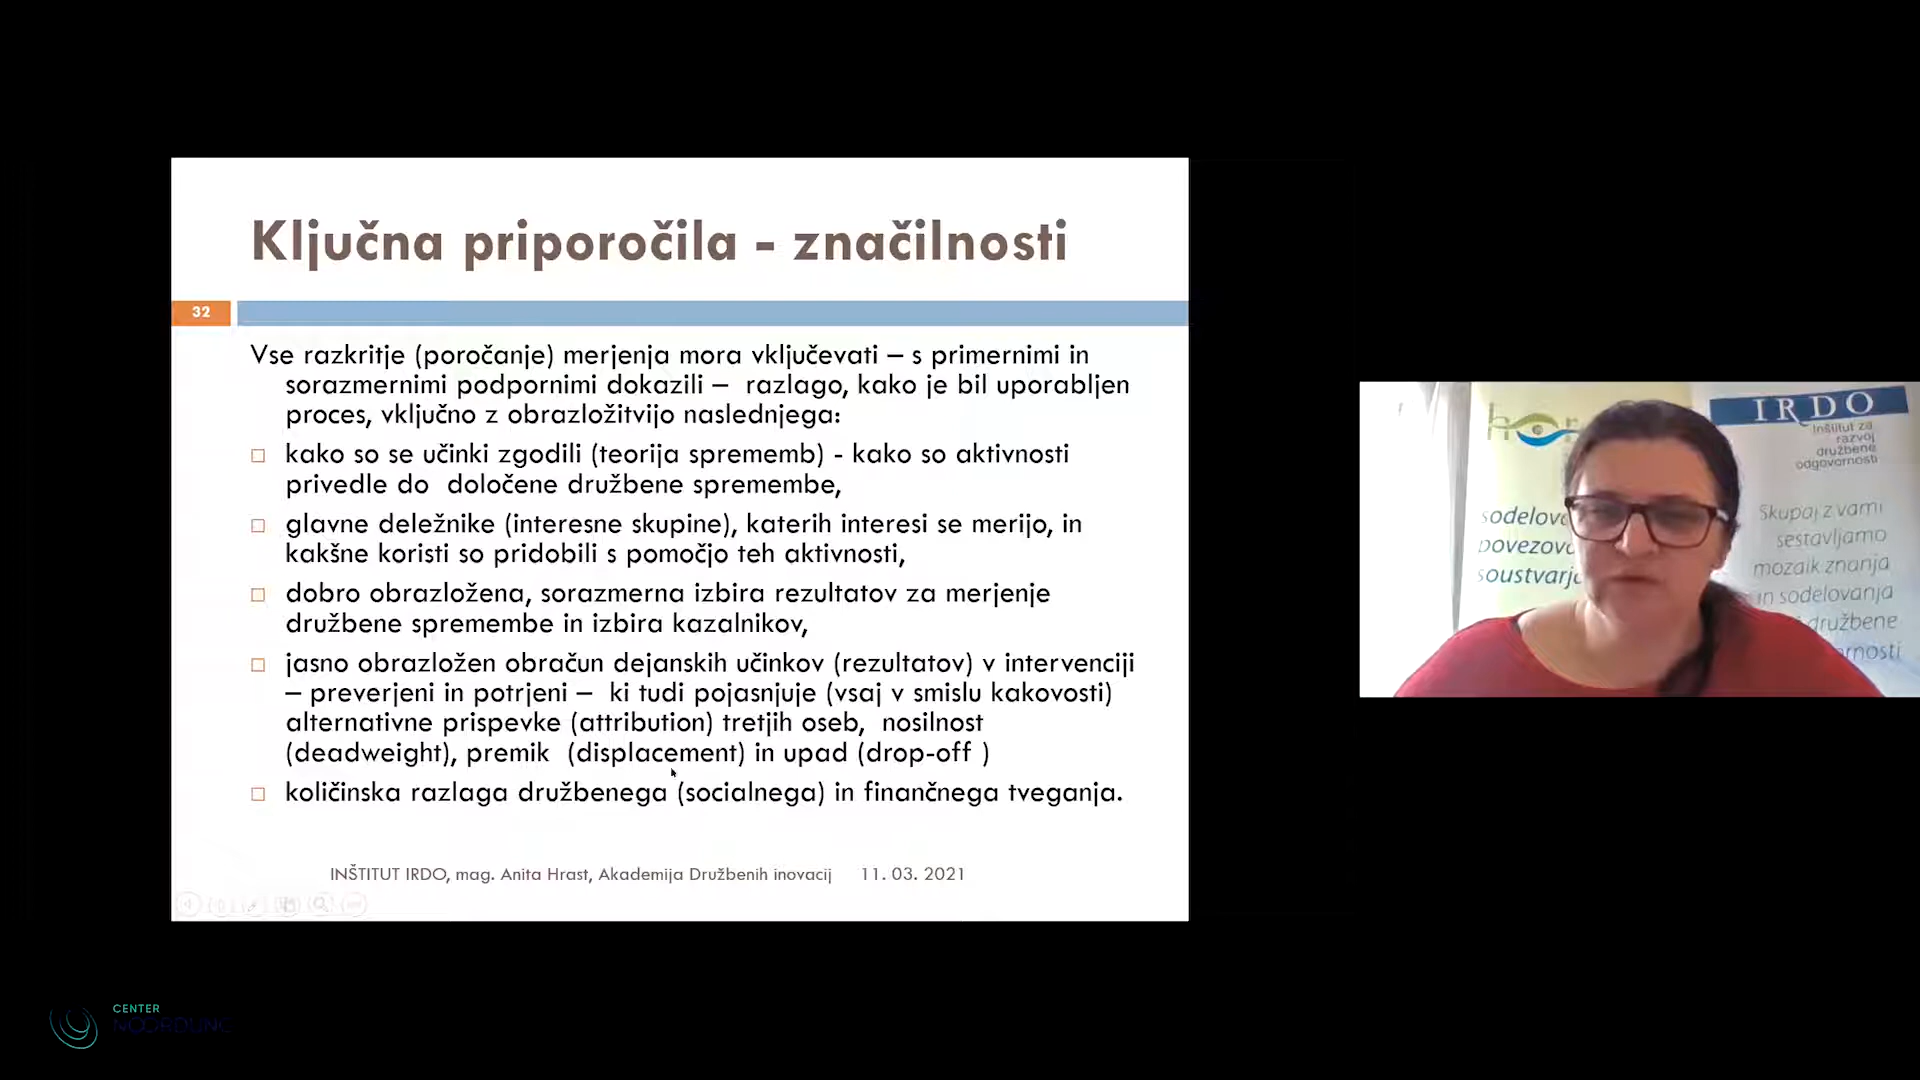 Ključna priporočila - značilnosti
32
Vse razkritje (poročanje) merjenja mora vključevati – s primernimi in
sorazmernimi podpornimi dokazili – razlago, kako je bil uporabljen
proces, vključno z obrazložitvijo naslednjega:
kako so se učinki zgodili (teorija sprememb) - kako so aktivnosti
privedle do določene družbene spremembe,
glavne deležnike (interesne skupine), katerih interesi se merijo, in
kakšne koristi so pridobili s pomočjo teh aktivnosti,
dobro obrazložena, sorazmerna izbira rezultatov za merjenje
družbene spremembe in izbira kazalnikov,
jasno obrazložen obračun dejanskih učinkov (rezultatov) v intervenciji
– preverjeni in potrjeni – ki tudi pojasnjuje (vsaj v smislu kakovosti)
alternativne prispevke (attribution) tretjih oseb, nosilnost
(deadweight), premik (displacement) in upad (drop-off )
količinska razlaga družbenega (socialnega) in finančnega tveganja.
INŠTITUT IRDO, mag. Anita Hrast, Akademija Družbenih inovacij 11. 03. 2021
IRDO
Inštitut za
razvoj
družbene
odgovornosti
Skupaj z vami
sestavljamo
mozaik znanja
in sodelovanja
družbene
CENTER
NOORDUNG